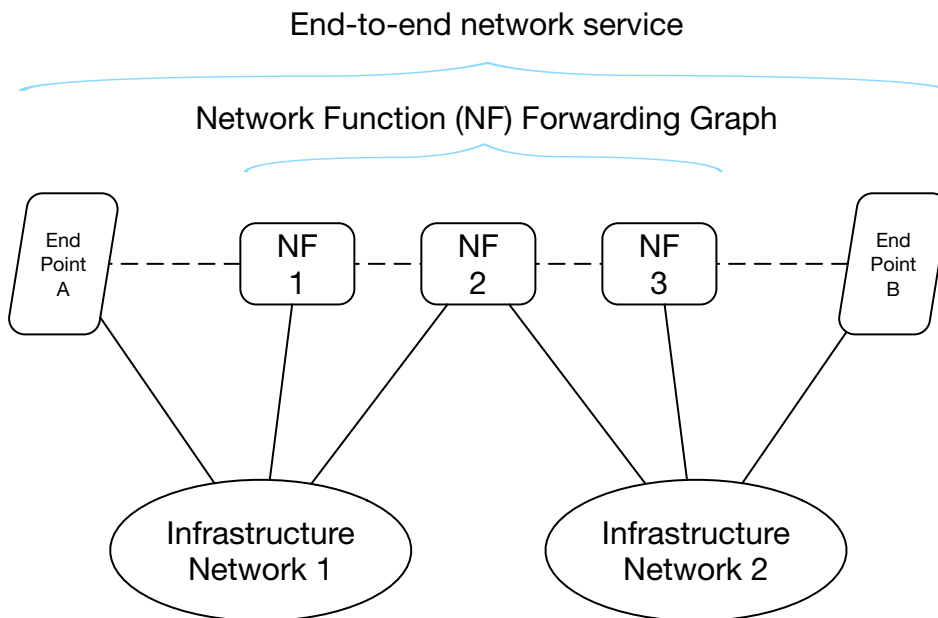 End-to-end network service
Network Function (NF) Forwarding Graph
End
Point
A
NF
1
NF
2
NF
3
End
Point
B
Infrastructure
Network 1
Infrastructure
Network 2